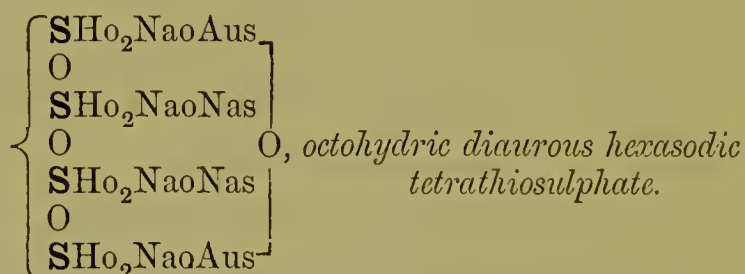 SHo₂NaoAus
O
SHo₂NaoNas
O O, octohydric diaurous hexasodic
SHo₂NaoNas tetrathiosulphate.
O
SHo₂NaoAus